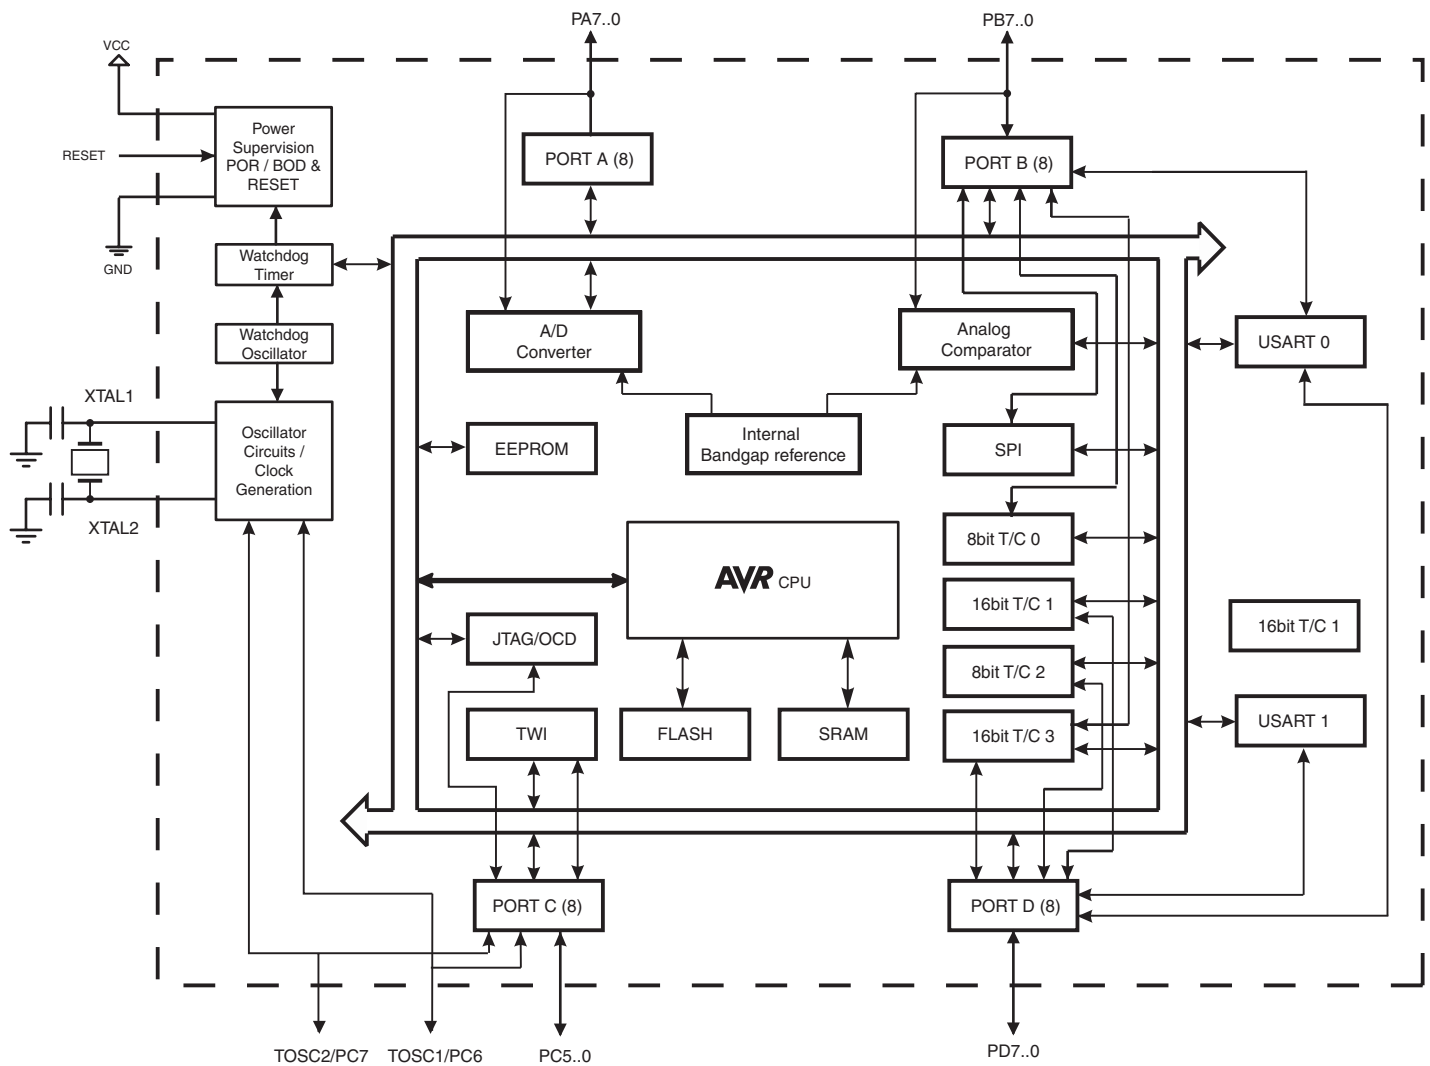 PA7..0
PB7..0
VCC
RESET
GND
Power
Supervision
POR / BOD &
RESET
PORT A (8)
PORT B (8)
Watchdog
Timer
Watchdog
Oscillator
A/D
Converter
Analog
Comparator
USART 0
XTAL1
XTAL2
Oscillator
Circuits /
Clock
Generation
EEPROM
Internal
Bandgap reference
SPI
8bit T/C 0
AVR CPU
16bit T/C 1
16bit T/C 1
JTAG/OCD
8bit T/C 2
TWI
FLASH
SRAM
16bit T/C 3
USART 1
PORT C (8)
PORT D (8)
TOSC2/PC7
TOSC1/PC6
PC5..0
PD7..0